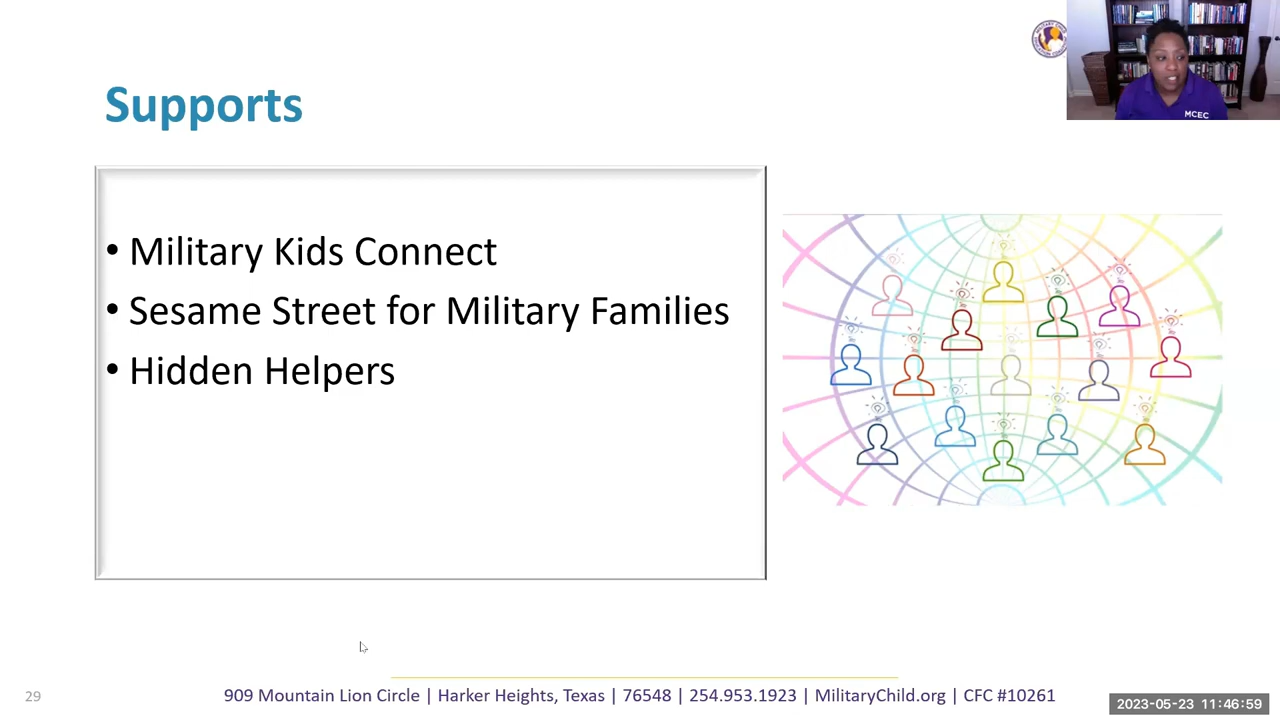 Supports
MCEC
• Military Kids Connect
• Sesame Street for Military Families
• Hidden Helpers
29
909 Mountain Lion Circle | Harker Heights, Texas | 76548 | 254.953.1923 | MilitaryChild.org | CFC #10261
2023-05-23 11:46:59